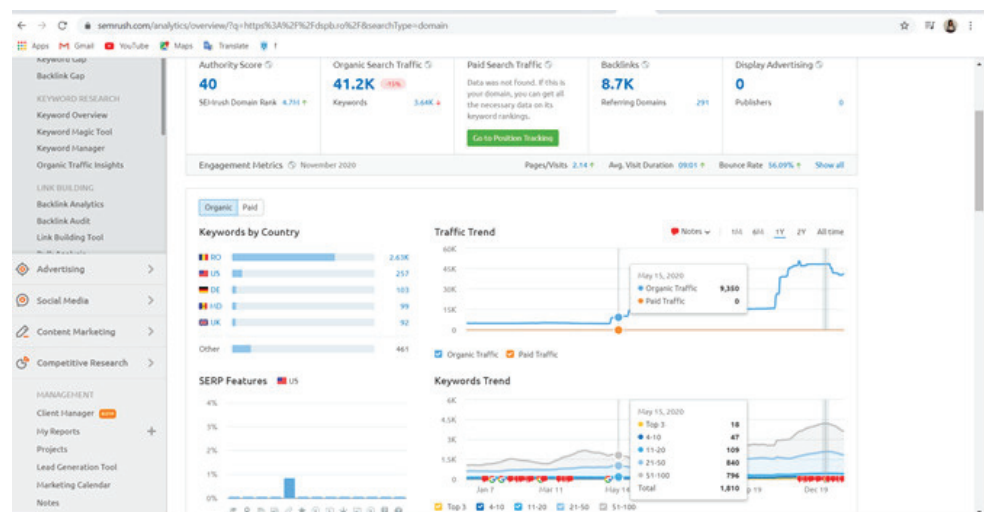 semrush.com/analytics/overview/?q=https%3A%2F%2Fdspb.ro%2F&searchType=domain
Apps Gmail YouTube Maps Translate f
Keyword Gap
Backlink Gap
KEYWORD RESEARCH
Keyword Overview
Keyword Magic Tool
Keyword Manager
Organic Traffic Insights
LINK BUILDING
Backlink Analytics
Backlink Audit
Link Building Tool
Bulk Analysis
Advertising
Social Media
Content Marketing
Competitive Research
MANAGEMENT
Client Manager
My Reports
Projects
Lead Generation Tool
Marketing Calendar
Notes
Authority Score
40
SEMrush Domain Rank 4.7M ↑
Organic Search Traffic
41.2K -15%
Keywords 3.64K ↓
Paid Search Traffic
Data was not found. If this is
your domain, you can get all
the necessary data on its
keyword rankings.
Go to Position Tracking
Backlinks
8.7K
Referring Domains 291
Display Advertising
0
Publishers 0
Engagement Metrics November 2020 Pages/Visits 2.14 ↑ Avg. Visit Duration 09:01 ↑ Bounce Rate 56.09% ↑ Show all
Organic Paid
Keywords by Country
RO 2.63K
US 257
DE 103
MD 99
UK 92
Other 461
SERP Features US
4%
3%
2%
1%
0%
Traffic Trend
Notes 1M 6M 1Y 2Y All time
60K
45K
30K
15K
0
May 15, 2020
Organic Traffic 9,350
Paid Traffic 0
Organic Traffic Paid Traffic
Keywords Trend
6K
4.5K
3K
1.5K
0
May 15, 2020
Top 3 18
4-10 47
11-20 109
21-50 840
51-100 796
Total 1,810
Jan 7 Mar 11 May 14 p 19 Dec 19
Top 3 4-10 11-20 21-50 51-100